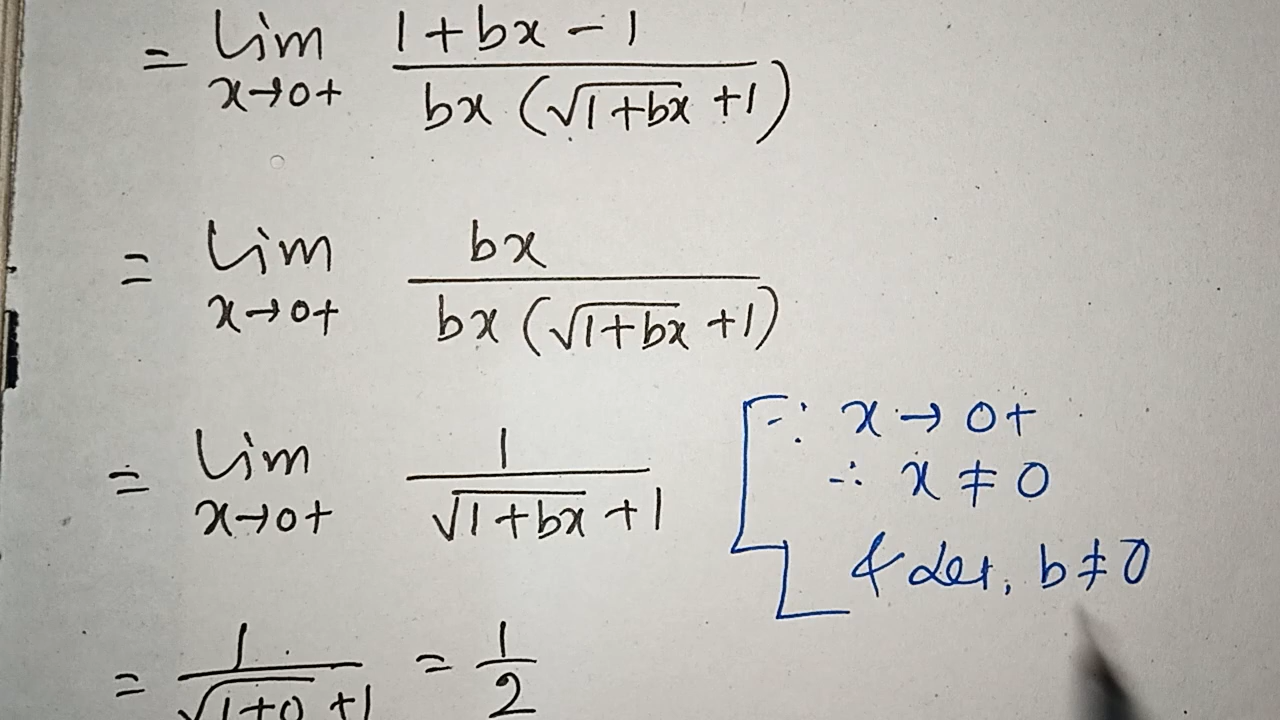 = lim x→0+ (1+bx-1)/(bx(√(1+bx) +1))
= lim x→0+ bx/(bx(√(1+bx) +1))
= lim x→0+ 1/(√(1+bx) +1)
∵ x→0+
∴ x≠0
& let, b≠0
= 1/(√(1+0) +1) = 1/2